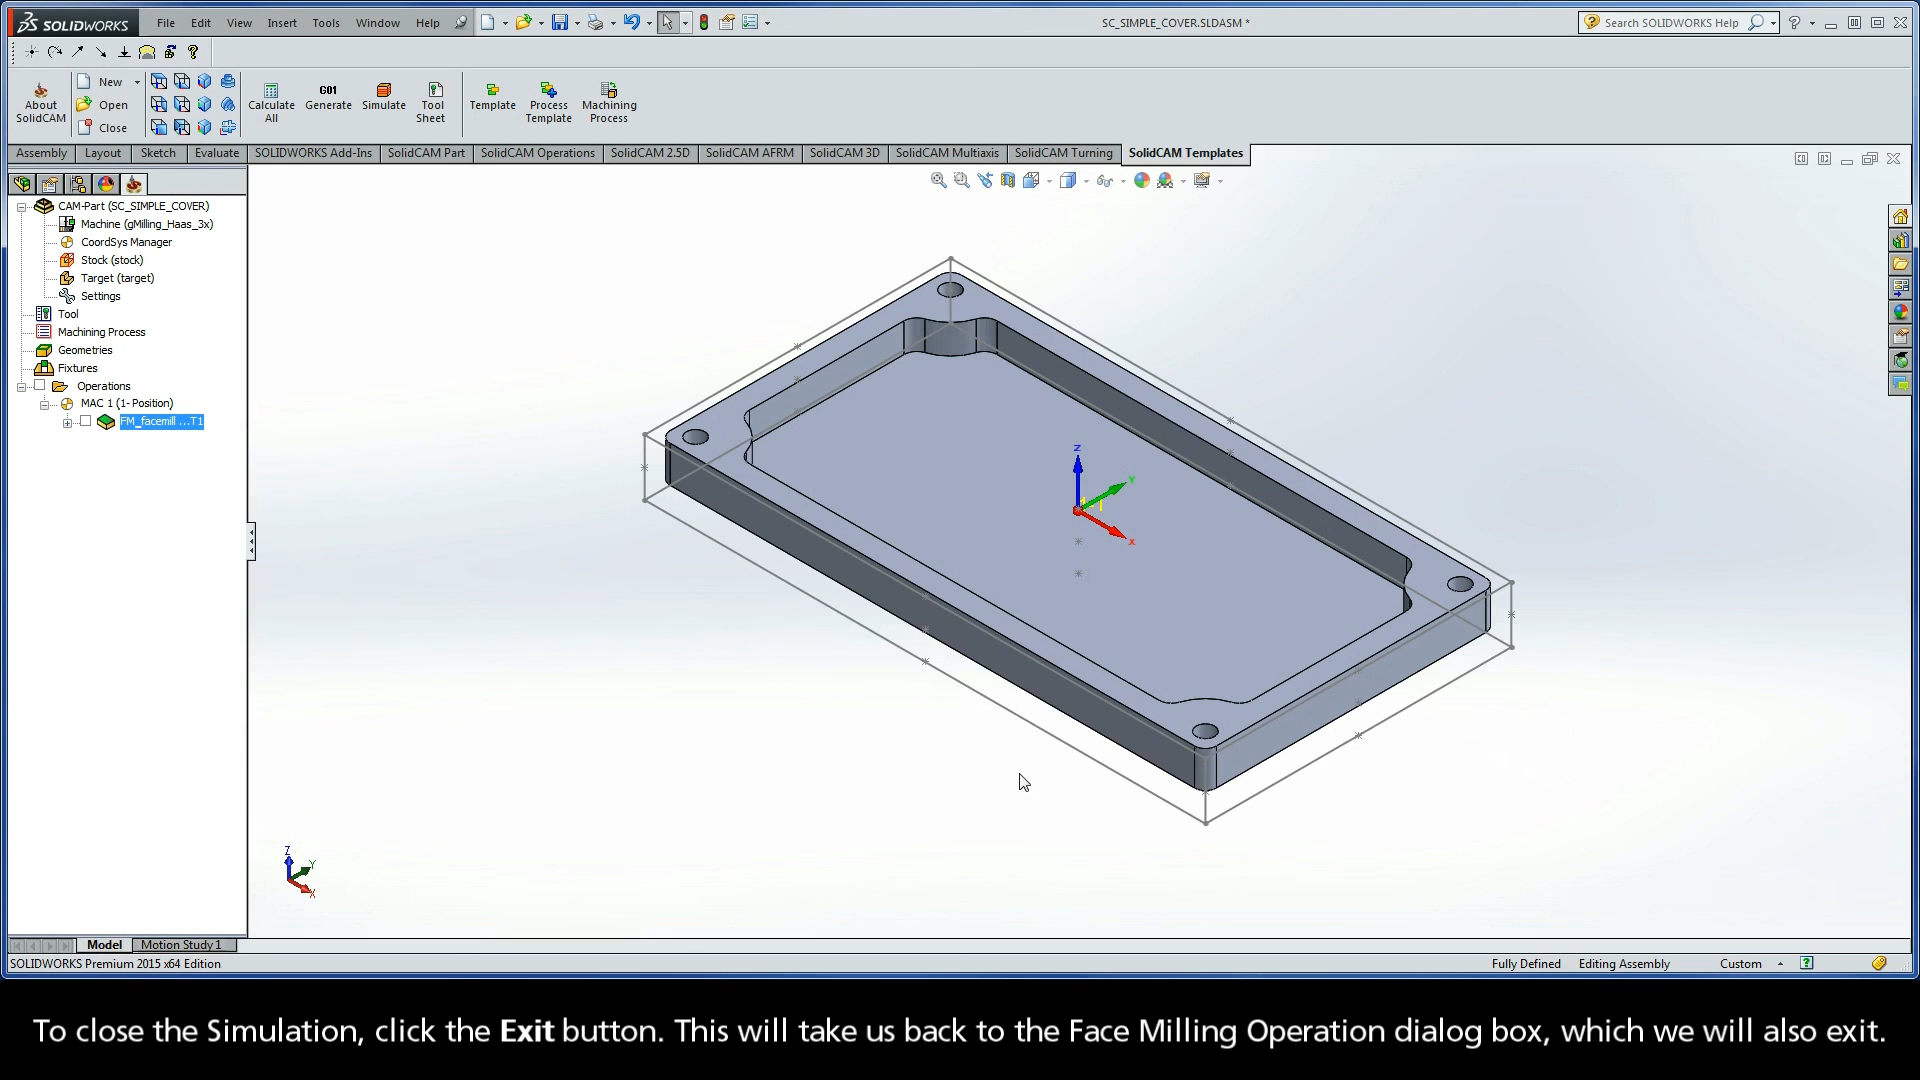 SOLIDWORKS File Edit View Insert Tools Window Help SC_SIMPLE_COVER.SLDASM * Search SOLIDWORKS Help
About SolidCAM
New
Open
Close
Calculate All
G01 Generate
Simulate
Tool Sheet
Template
Process Template
Machining Process
Assembly Layout Sketch Evaluate SOLIDWORKS Add-Ins SolidCAM Part SolidCAM Operations SolidCAM 2.5D SolidCAM AFRM SolidCAM 3D SolidCAM Multiaxis SolidCAM Turning SolidCAM Templates
CAM-Part (SC_SIMPLE_COVER)
Machine (gMilling_Haas_3x)
CoordSys Manager
Stock (stock)
Target (target)
Settings
Tool
Machining Process
Geometries
Fixtures
Operations
MAC 1 (1- Position)
FM_facemill ...T1
Z
Y
X
Z
Y
X
Model Motion Study 1
SOLIDWORKS Premium 2015 x64 Edition Fully Defined Editing Assembly Custom
To close the Simulation, click the Exit button. This will take us back to the Face Milling Operation dialog box, which we will also exit.